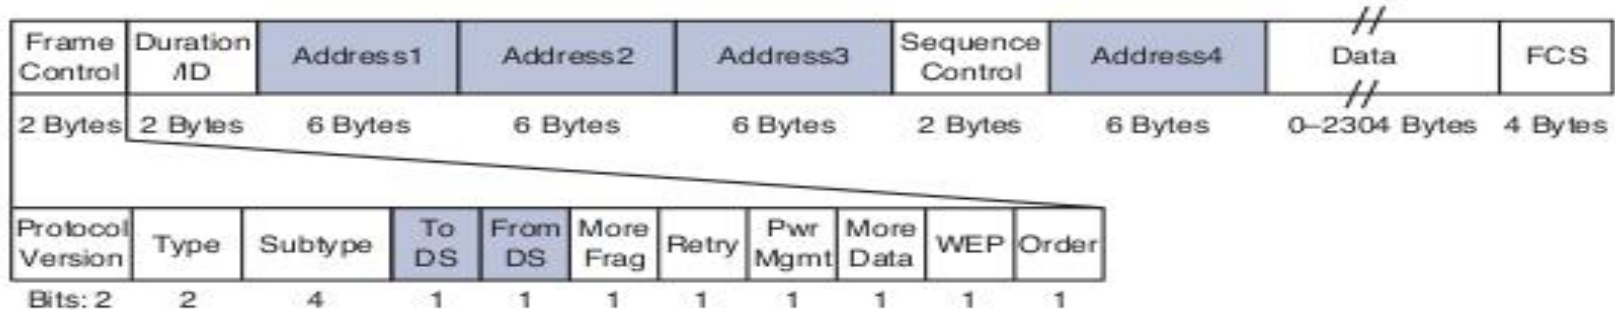 Frame Control Duration /ID Address1 Address2 Address3 Sequence Control Address4 Data FCS
2 Bytes 2 Bytes 6 Bytes 6 Bytes 6 Bytes 2 Bytes 6 Bytes 0–2304 Bytes 4 Bytes
Protocol Version Type Subtype To DS From DS More Frag Retry Pwr Mgmt More Data WEP Order
Bits: 2 2 4 1 1 1 1 1 1 1 1